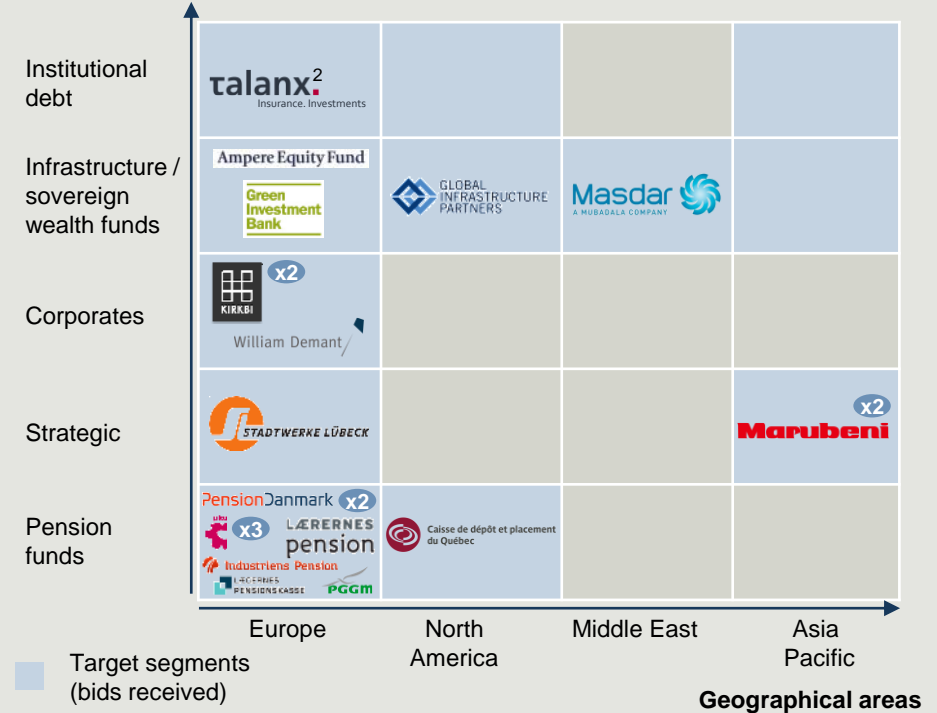 Institutional
debt
talanx.2
Insurance. Investments
Infrastructure /
sovereign
wealth funds
Ampere Equity Fund
Green
Investment
Bank
GLOBAL
INFRASTRUCTURE
PARTNERS
Masdar
A MUBADALA COMPANY
Corporates
KIRKBI
x2
William Demant
Strategic
STADTWERKE LÜBECK
x2
Marubeni
Pension
funds
PensionDanmark x2
x3
LÆRERNES
pension
Industriens Pension
LÆGERNES
PENSIONSKASSE
PGGM
Caisse de dépôt et placement
du Québec
Europe
North
America
Middle East
Asia
Pacific
Target segments
(bids received)
Geographical areas